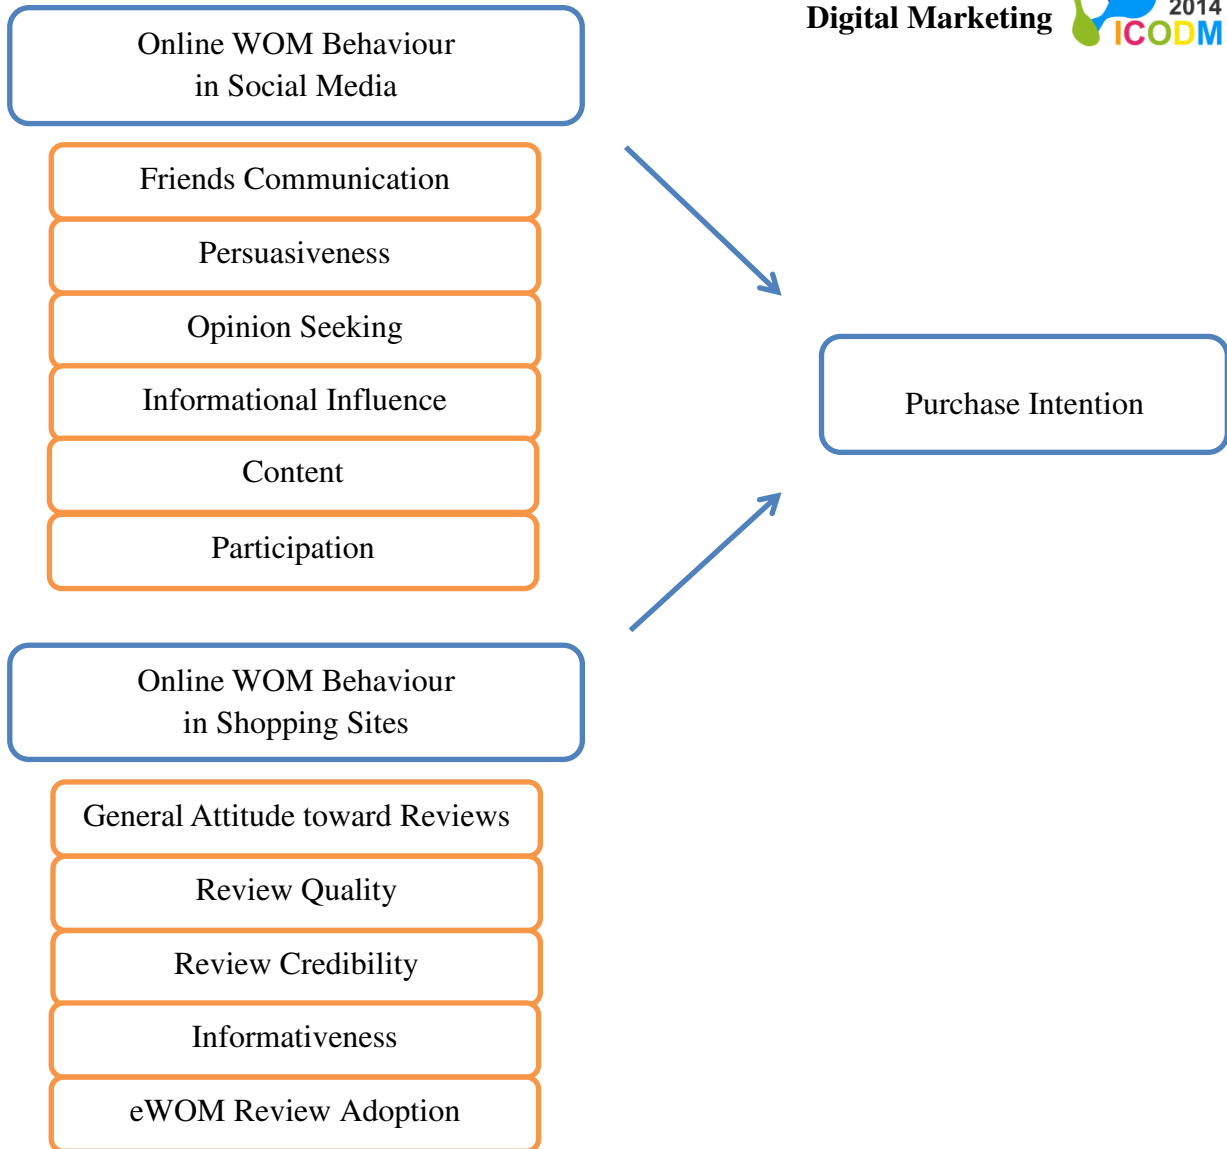 2014
Digital Marketing
ICODM
Online WOM Behaviour
in Social Media
Friends Communication
Persuasiveness
Opinion Seeking
Informational Influence
Content
Participation
Purchase Intention
Online WOM Behaviour
in Shopping Sites
General Attitude toward Reviews
Review Quality
Review Credibility
Informativeness
eWOM Review Adoption